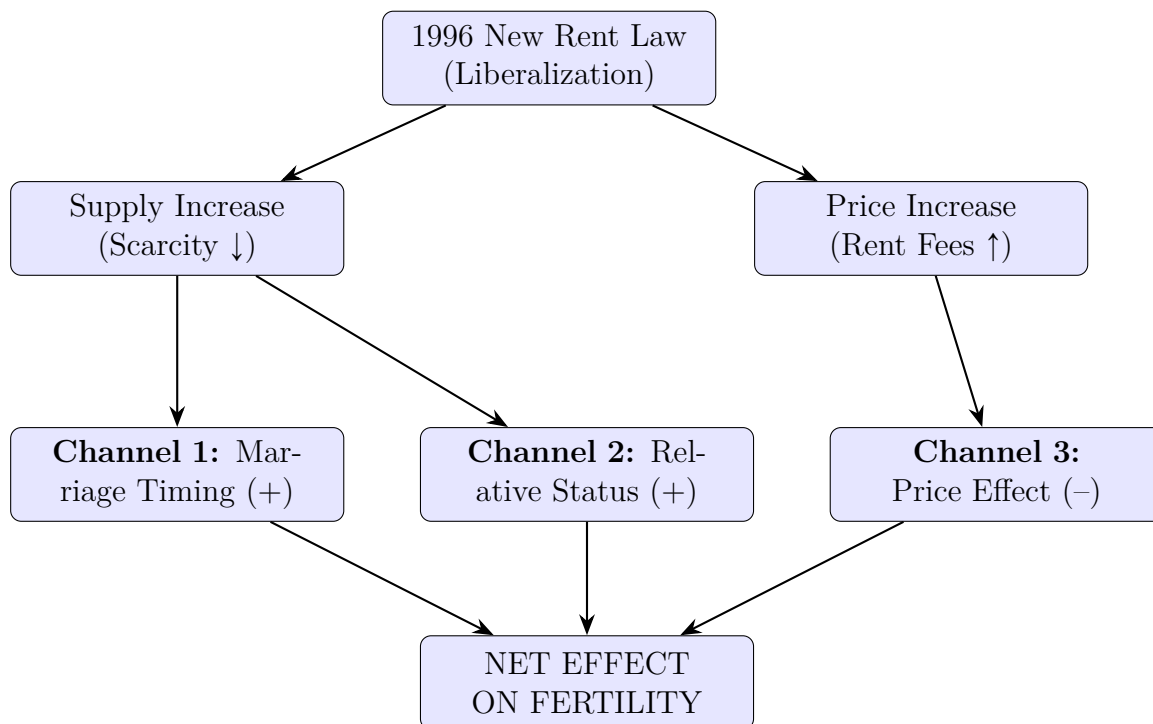 1996 New Rent Law
(Liberalization)
Supply Increase
(Scarcity ↓)
Price Increase
(Rent Fees ↑)
Channel 1: Mar-
riage Timing (+)
Channel 2: Rel-
ative Status (+)
Channel 3:
Price Effect (–)
NET EFFECT
ON FERTILITY